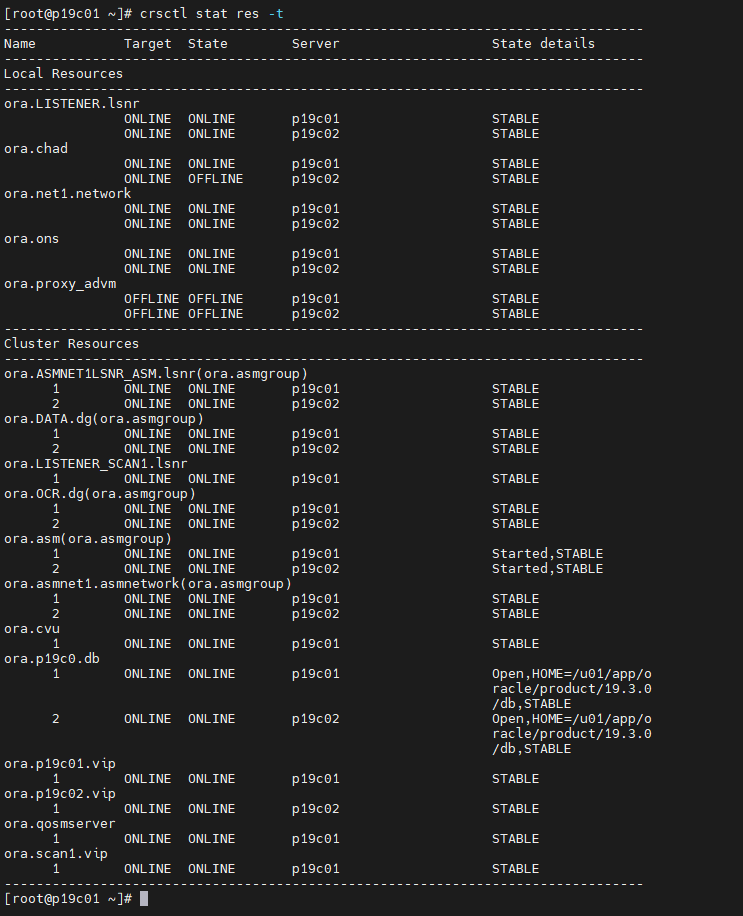 [root@p19c01 ~]# crsctl stat res -t
--------------------------------------------------------------------------------
Name           Target  State        Server                   State details
--------------------------------------------------------------------------------
Local Resources
--------------------------------------------------------------------------------
ora.LISTENER.lsnr
               ONLINE  ONLINE       p19c01                   STABLE
               ONLINE  ONLINE       p19c02                   STABLE
ora.chad
               ONLINE  ONLINE       p19c01                   STABLE
               ONLINE  OFFLINE      p19c02                   STABLE
ora.net1.network
               ONLINE  ONLINE       p19c01                   STABLE
               ONLINE  ONLINE       p19c02                   STABLE
ora.ons
               ONLINE  ONLINE       p19c01                   STABLE
               ONLINE  ONLINE       p19c02                   STABLE
ora.proxy_advm
               OFFLINE OFFLINE      p19c01                   STABLE
               OFFLINE OFFLINE      p19c02                   STABLE
--------------------------------------------------------------------------------
Cluster Resources
--------------------------------------------------------------------------------
ora.ASMNET1LSNR_ASM.lsnr(ora.asmgroup)
      1        ONLINE  ONLINE       p19c01                   STABLE
      2        ONLINE  ONLINE       p19c02                   STABLE
ora.DATA.dg(ora.asmgroup)
      1        ONLINE  ONLINE       p19c01                   STABLE
      2        ONLINE  ONLINE       p19c02                   STABLE
ora.LISTENER_SCAN1.lsnr
      1        ONLINE  ONLINE       p19c01                   STABLE
ora.OCR.dg(ora.asmgroup)
      1        ONLINE  ONLINE       p19c01                   STABLE
      2        ONLINE  ONLINE       p19c02                   STABLE
ora.asm(ora.asmgroup)
      1        ONLINE  ONLINE       p19c01                   Started,STABLE
      2        ONLINE  ONLINE       p19c02                   Started,STABLE
ora.asmnet1.asmnetwork(ora.asmgroup)
      1        ONLINE  ONLINE       p19c01                   STABLE
      2        ONLINE  ONLINE       p19c02                   STABLE
ora.cvu
      1        ONLINE  ONLINE       p19c01                   STABLE
ora.p19c0.db
      1        ONLINE  ONLINE       p19c01                   Open,HOME=/u01/app/o
                                                             racle/product/19.3.0
                                                             /db,STABLE
      2        ONLINE  ONLINE       p19c02                   Open,HOME=/u01/app/o
                                                             racle/product/19.3.0
                                                             /db,STABLE
ora.p19c01.vip
      1        ONLINE  ONLINE       p19c01                   STABLE
ora.p19c02.vip
      1        ONLINE  ONLINE       p19c02                   STABLE
ora.qosmserver
      1        ONLINE  ONLINE       p19c01                   STABLE
ora.scan1.vip
      1        ONLINE  ONLINE       p19c01                   STABLE
--------------------------------------------------------------------------------
[root@p19c01 ~]#